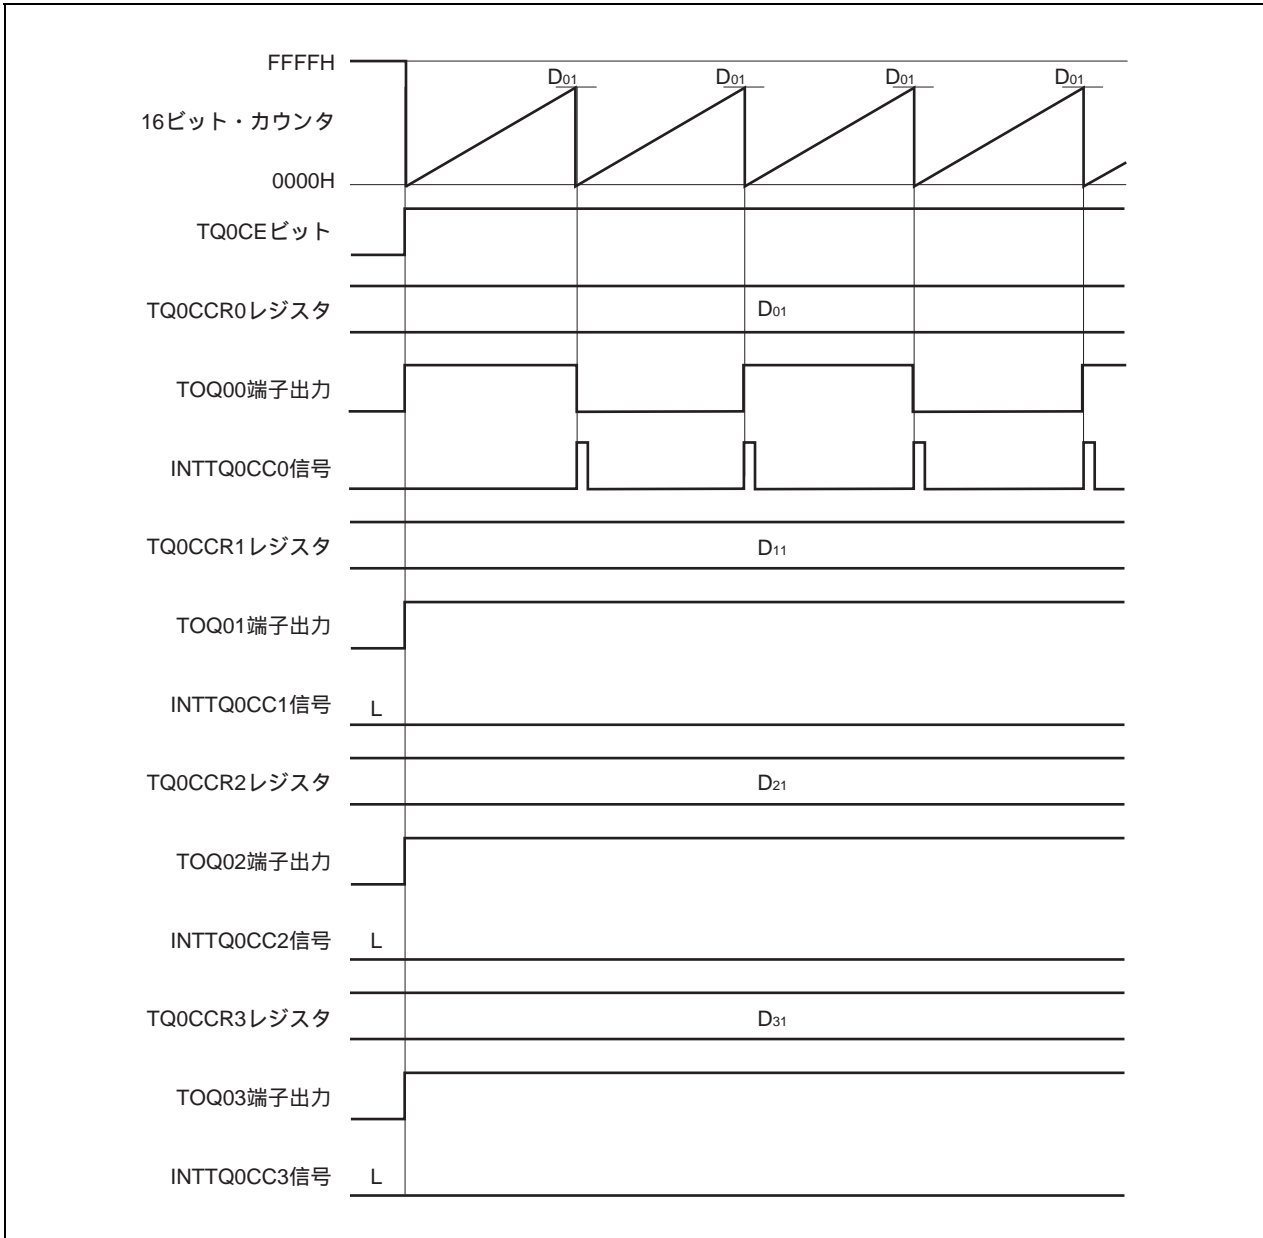 FFFFH
D01 D01 D01 D01
16ビット・カウンタ
0000H
TQ0CEビット
TQ0CCR0レジスタ D01
TOQ00端子出力
INTTQ0CC0信号
TQ0CCR1レジスタ D11
TOQ01端子出力
INTTQ0CC1信号 L
TQ0CCR2レジスタ D21
TOQ02端子出力
INTTQ0CC2信号 L
TQ0CCR3レジスタ D31
TOQ03端子出力
INTTQ0CC3信号 L